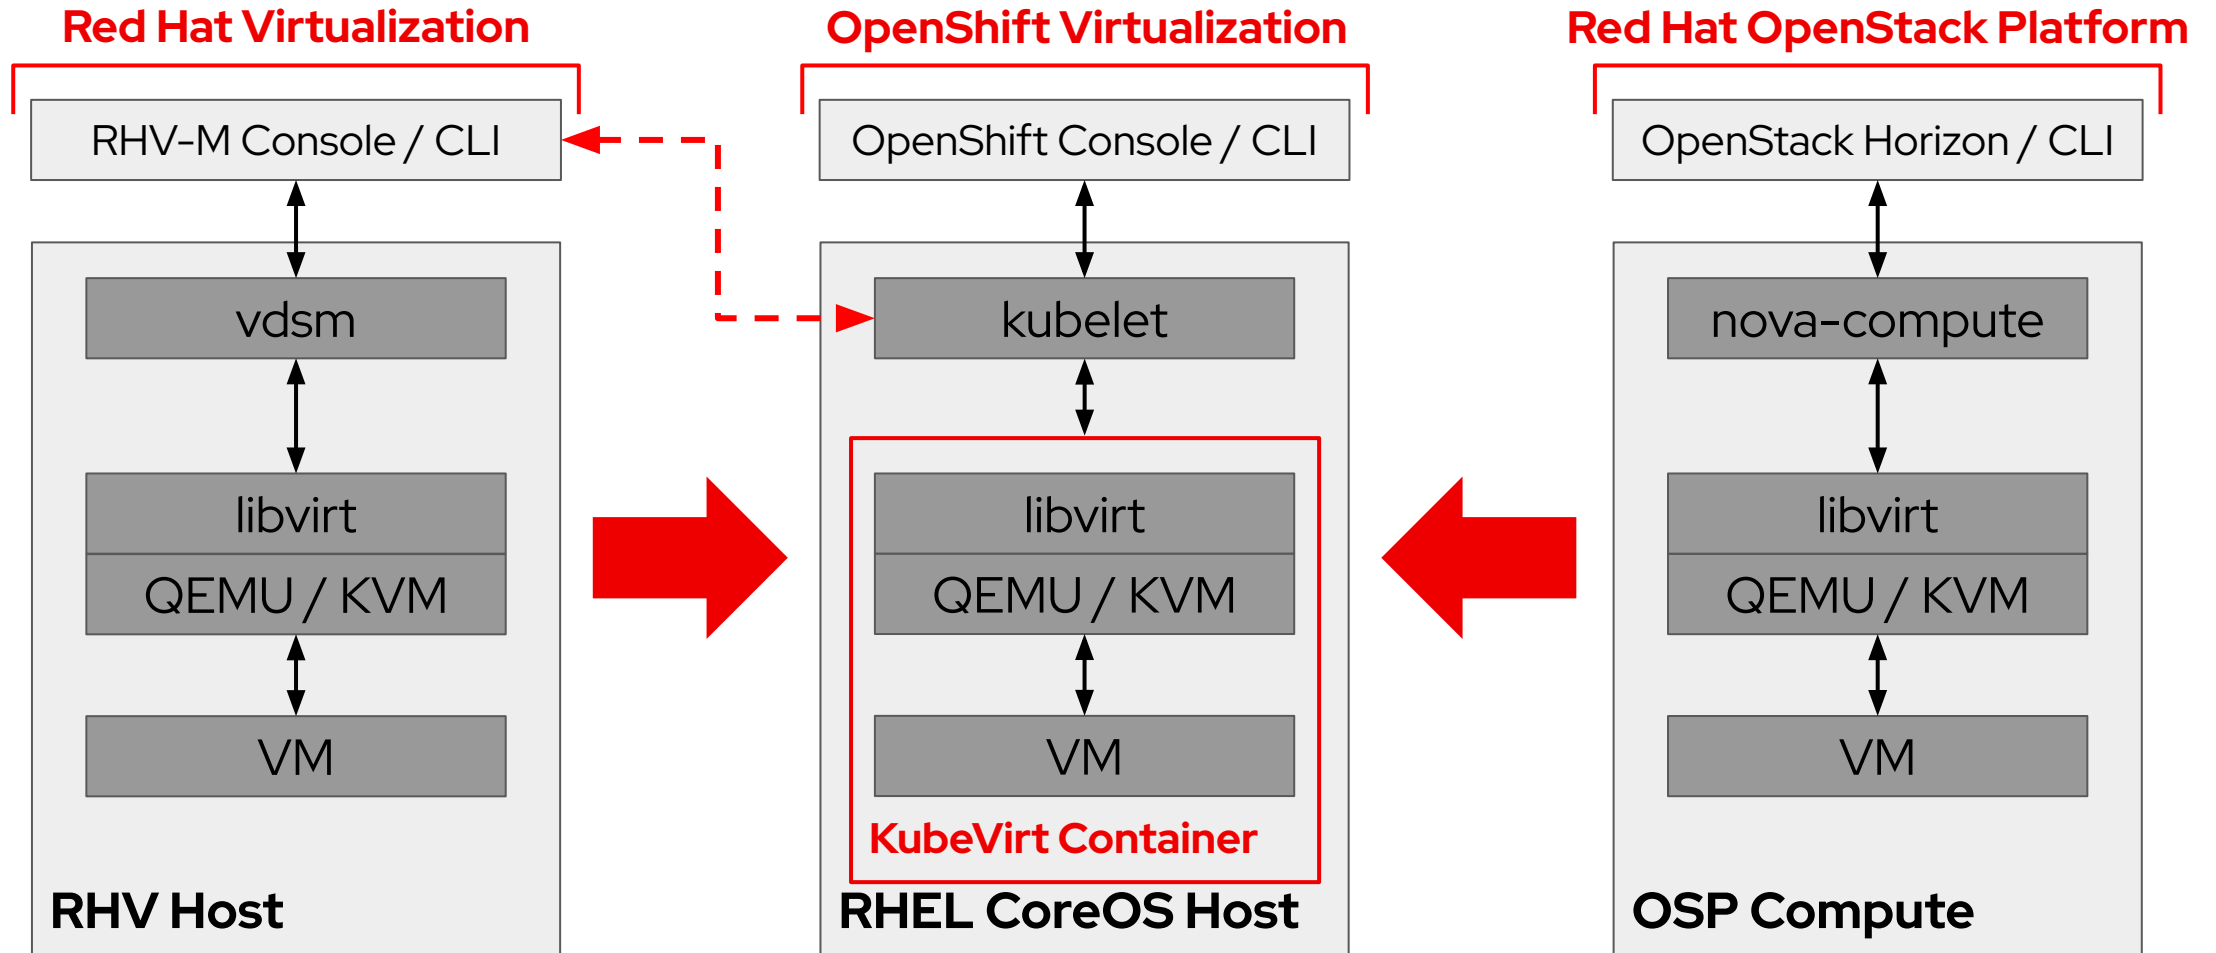 Red Hat Virtualization
RHV-M Console / CLI
vdsm
libvirt
QEMU / KVM
VM
RHV Host
OpenShift Virtualization
OpenShift Console / CLI
kubelet
libvirt
QEMU / KVM
VM
KubeVirt Container
RHEL CoreOS Host
Red Hat OpenStack Platform
OpenStack Horizon / CLI
nova-compute
libvirt
QEMU / KVM
VM
OSP Compute